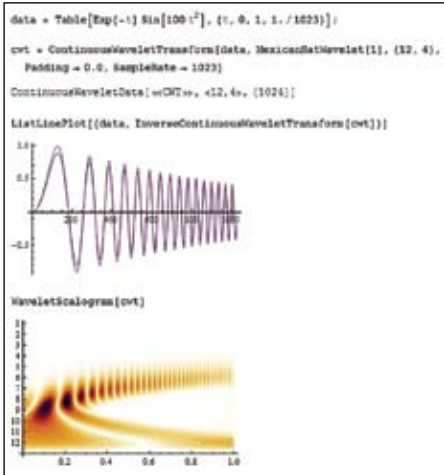 data = Table[Exp[-t] Sin[100 t²], {t, 0, 1, 1./1023}];
cwt = ContinuousWaveletTransform[data, MexicanHatWavelet[1], {12, 4},
Padding → 0.0, SampleRate → 1023]
ContinuousWaveletData[«CWT», <12,4>, {1024}]
ListLinePlot[{data, InverseContinuousWaveletTransform[cwt]}]
1.0
0.5
200 400 600 800 1000
-0.5
WaveletScalogram[cwt]
1
2
3
4
5
6
7
8
9
10
11
12
0.2 0.4 0.6 0.8 1.0